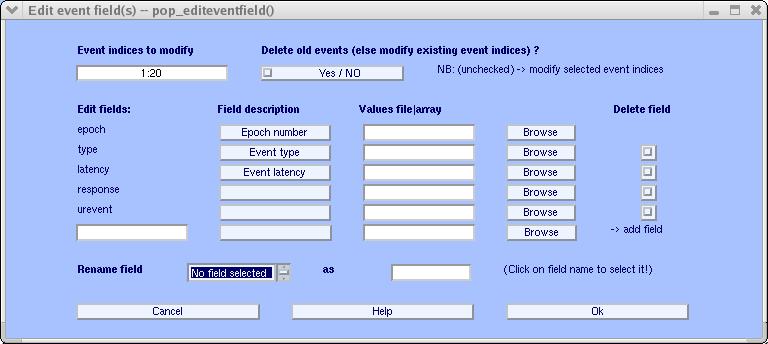 Edit event field(s) -- pop_editeventfield()
Event indices to modify Delete old events (else modify existing event indices) ?
1:20 Yes / NO NB: (unchecked) -> modify selected event indices
Edit fields: Field description Values file|array Delete field
epoch Epoch number Browse
type Event type Browse
latency Event latency Browse
response Browse
urevent Browse
Browse -> add field
Rename field No field selected as (Click on field name to select it!)
Cancel Help Ok